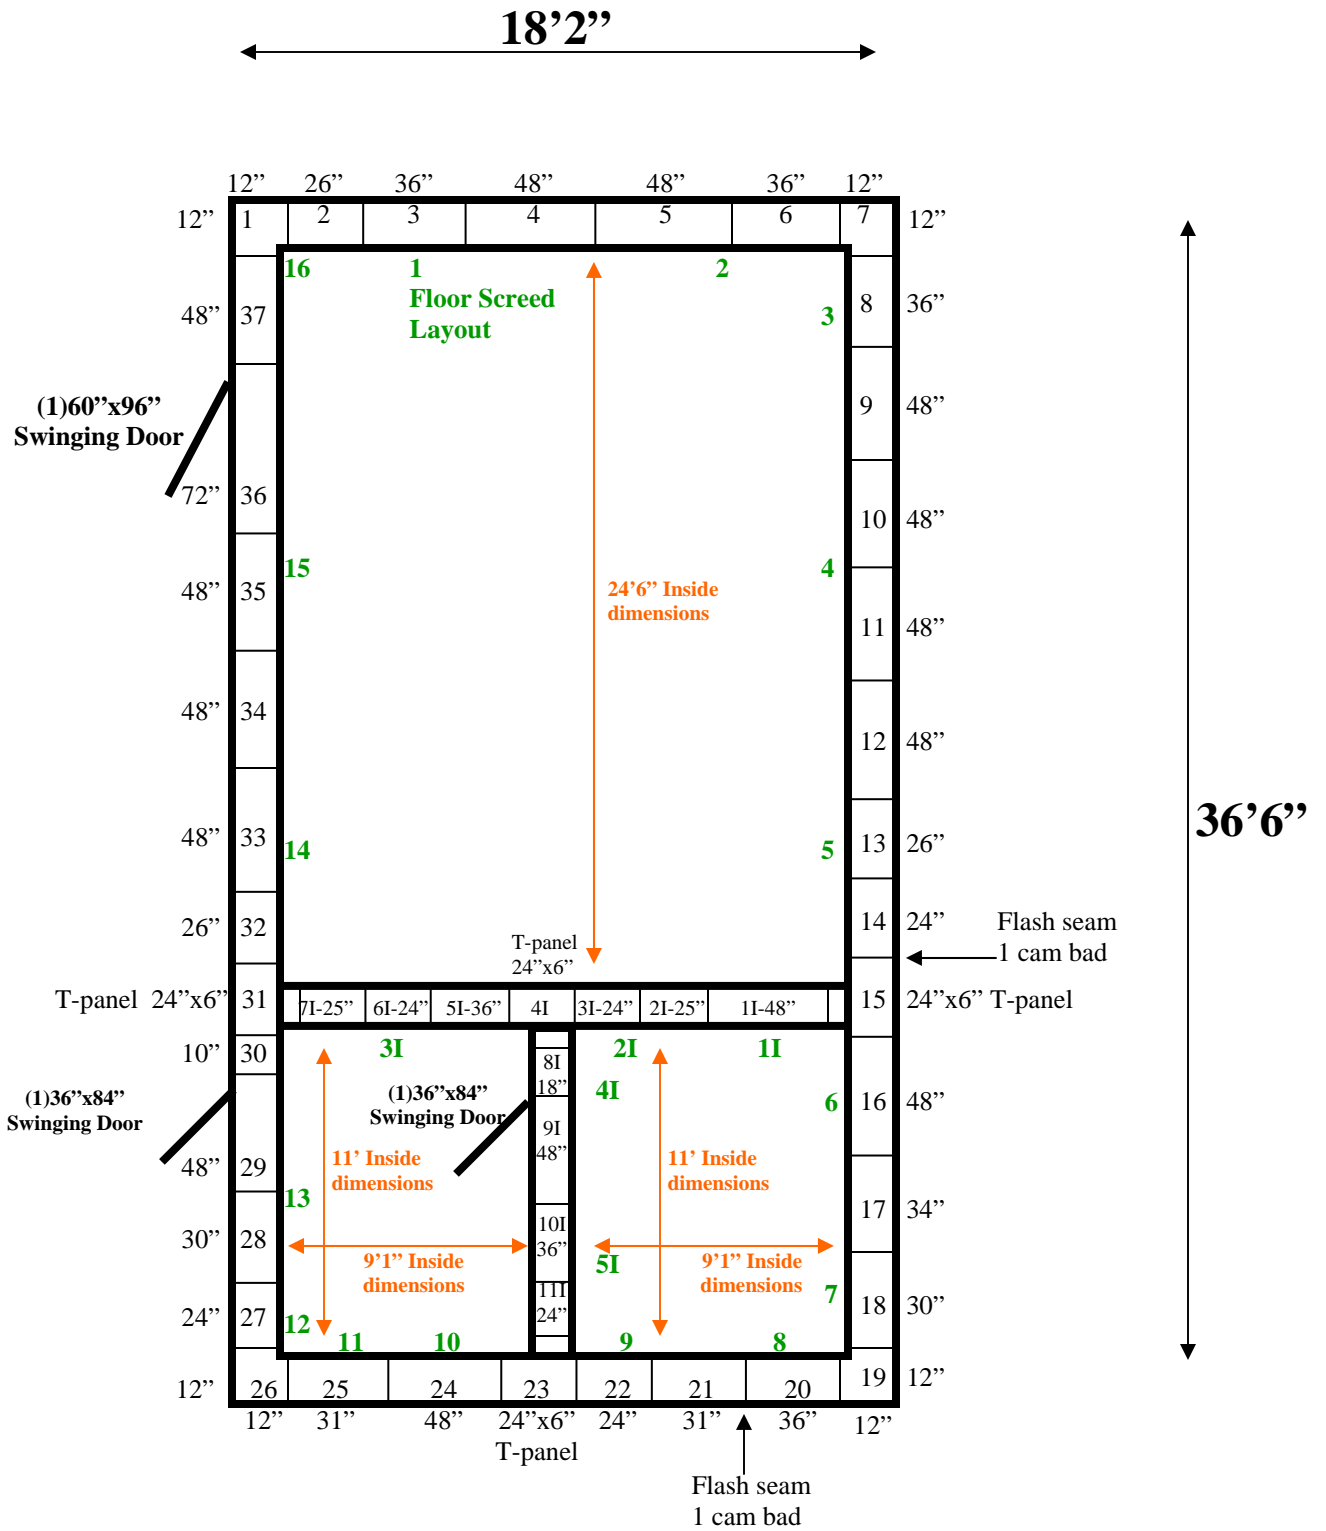 18’2”
12” 26” 36” 48” 48” 36” 12”
12” 1 2 3 4 5 6 7 12”
16 1 2
Floor Screed
Layout
48” 37 3 8 36”
(1)60”x96”
Swinging Door
9 48”
72” 36
10 48”
15 4
48” 35
24’6” Inside
dimensions
11 48”
48” 34
12 48”
36’6”
48” 33 14 5 13 26”
26” 32
14 24”
Flash seam
1 cam bad
T-panel
24”x6”
T-panel 24”x6” 31 7I-25” 6I-24” 5I-36” 4I 3I-24” 2I-25” 1I-48” 15 24”x6” T-panel
10” 30 3I 2I 1I
8I
18”
4I
(1)36”x84”
Swinging Door
(1)36”x84”
Swinging Door
6 16 48”
9I
48”
48” 29
11’ Inside
dimensions
11’ Inside
dimensions
13
17 34”
30” 28
10I
36”
9’1” Inside
dimensions
5I
9’1” Inside
dimensions
7
11I
24”
18 30”
24” 27 12
11 10 9 8
12” 26 25 24 23 22 21 20 19 12”
12” 31” 48” 24”x6” 24” 31” 36” 12”
T-panel
Flash seam
1 cam bad